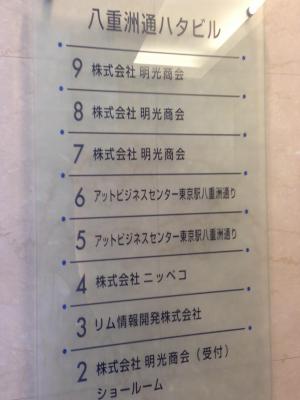 八重洲通ハタビル
9 株式会社 明光商会
8 株式会社 明光商会
7 株式会社 明光商会
6 アットビジネスセンター東京駅八重洲通り
5 アットビジネスセンター東京駅八重洲通り
4 株式会社 ニッペコ
3 リム情報開発株式会社
2 株式会社 明光商会（受付）
ショールーム